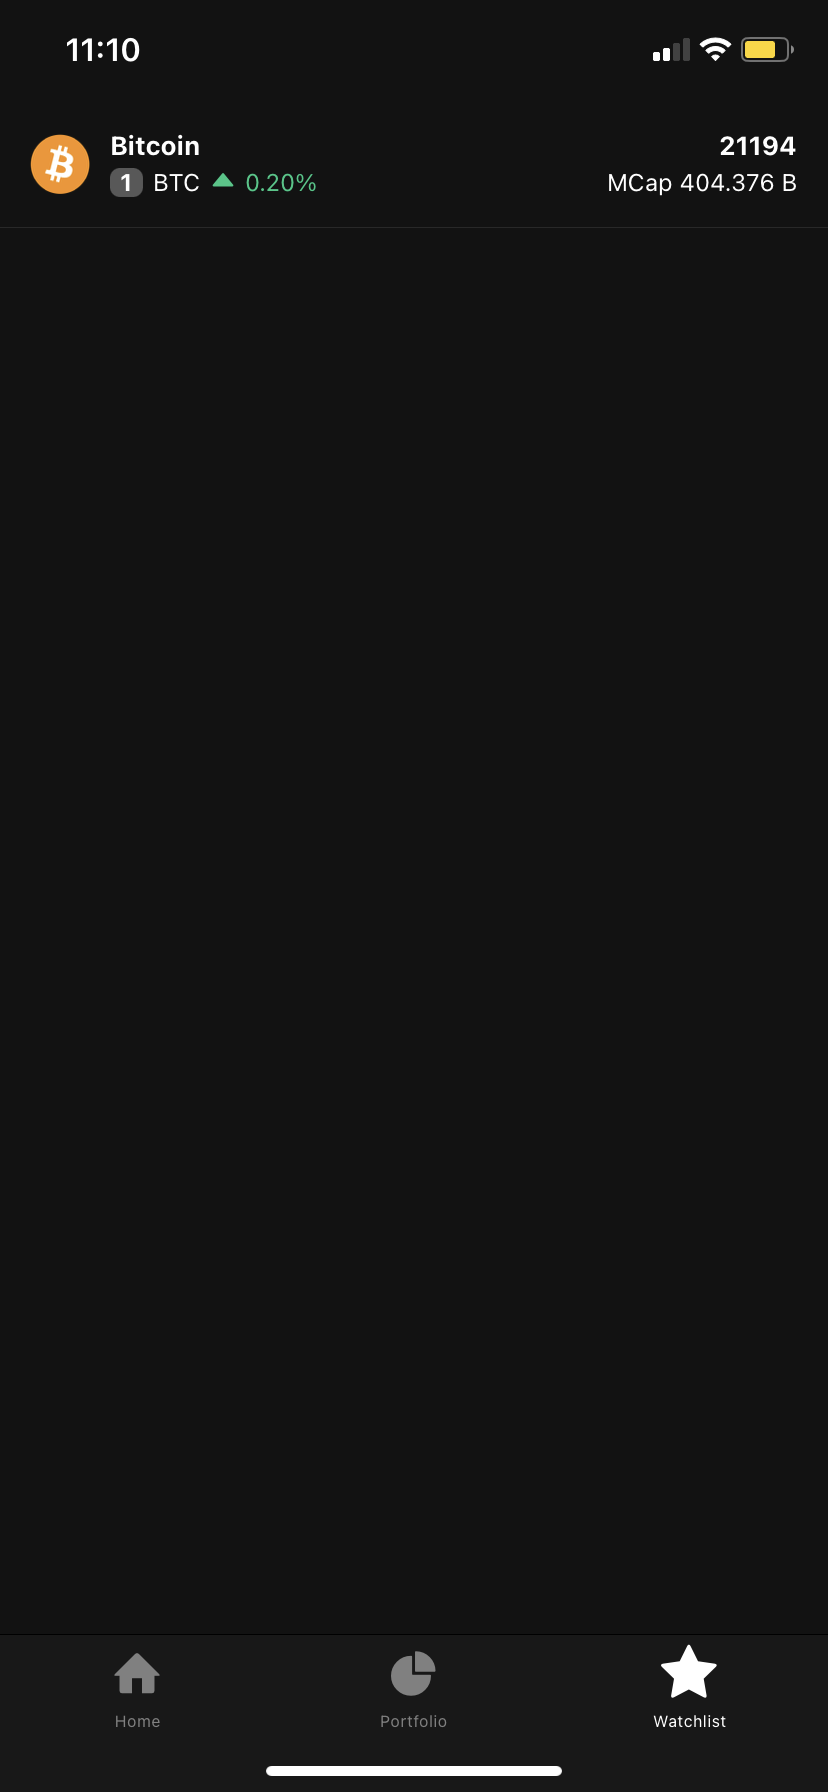 11:10
Bitcoin 21194
1 BTC 0.20% MCap 404.376 B
Home Portfolio Watchlist